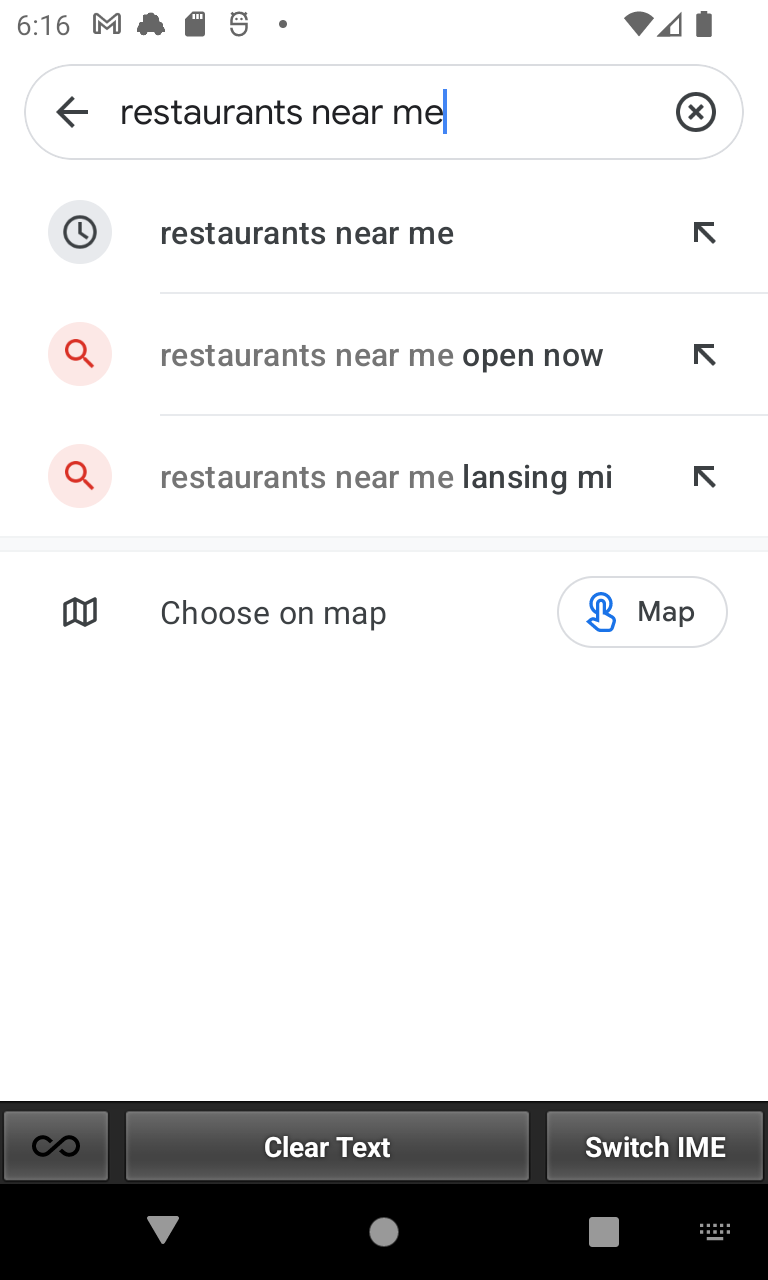 6:16
restaurants near me
restaurants near me
restaurants near me open now
restaurants near me lansing mi
Choose on map
Map
Clear Text
Switch IME